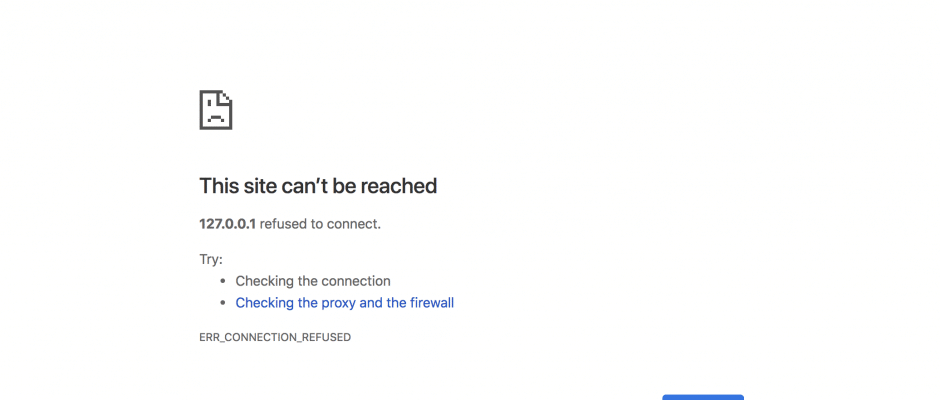 This site can’t be reached
127.0.0.1 refused to connect.
Try:
• Checking the connection
• Checking the proxy and the firewall
ERR_CONNECTION_REFUSED